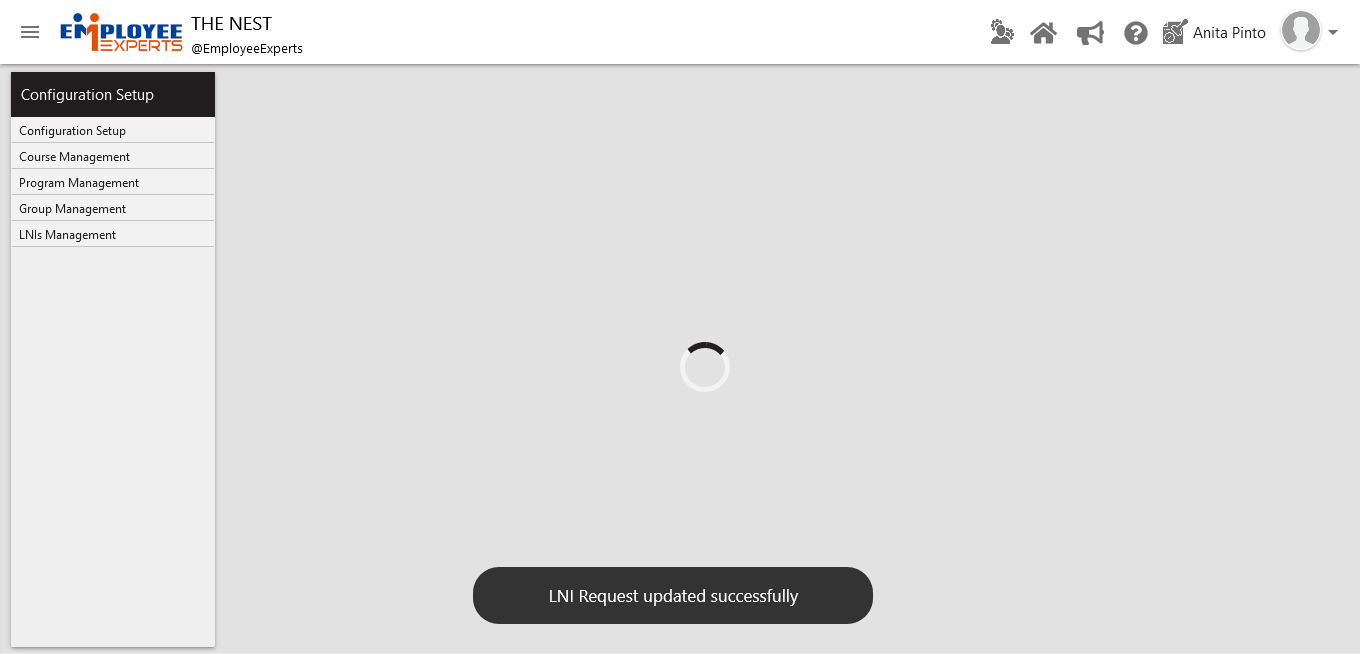 EMPLOYEE
EXPERTS
THE NEST
@EmployeeExperts
Anita Pinto
Configuration Setup
Configuration Setup
Course Management
Program Management
Group Management
LNIs Management
LNI Request updated successfully